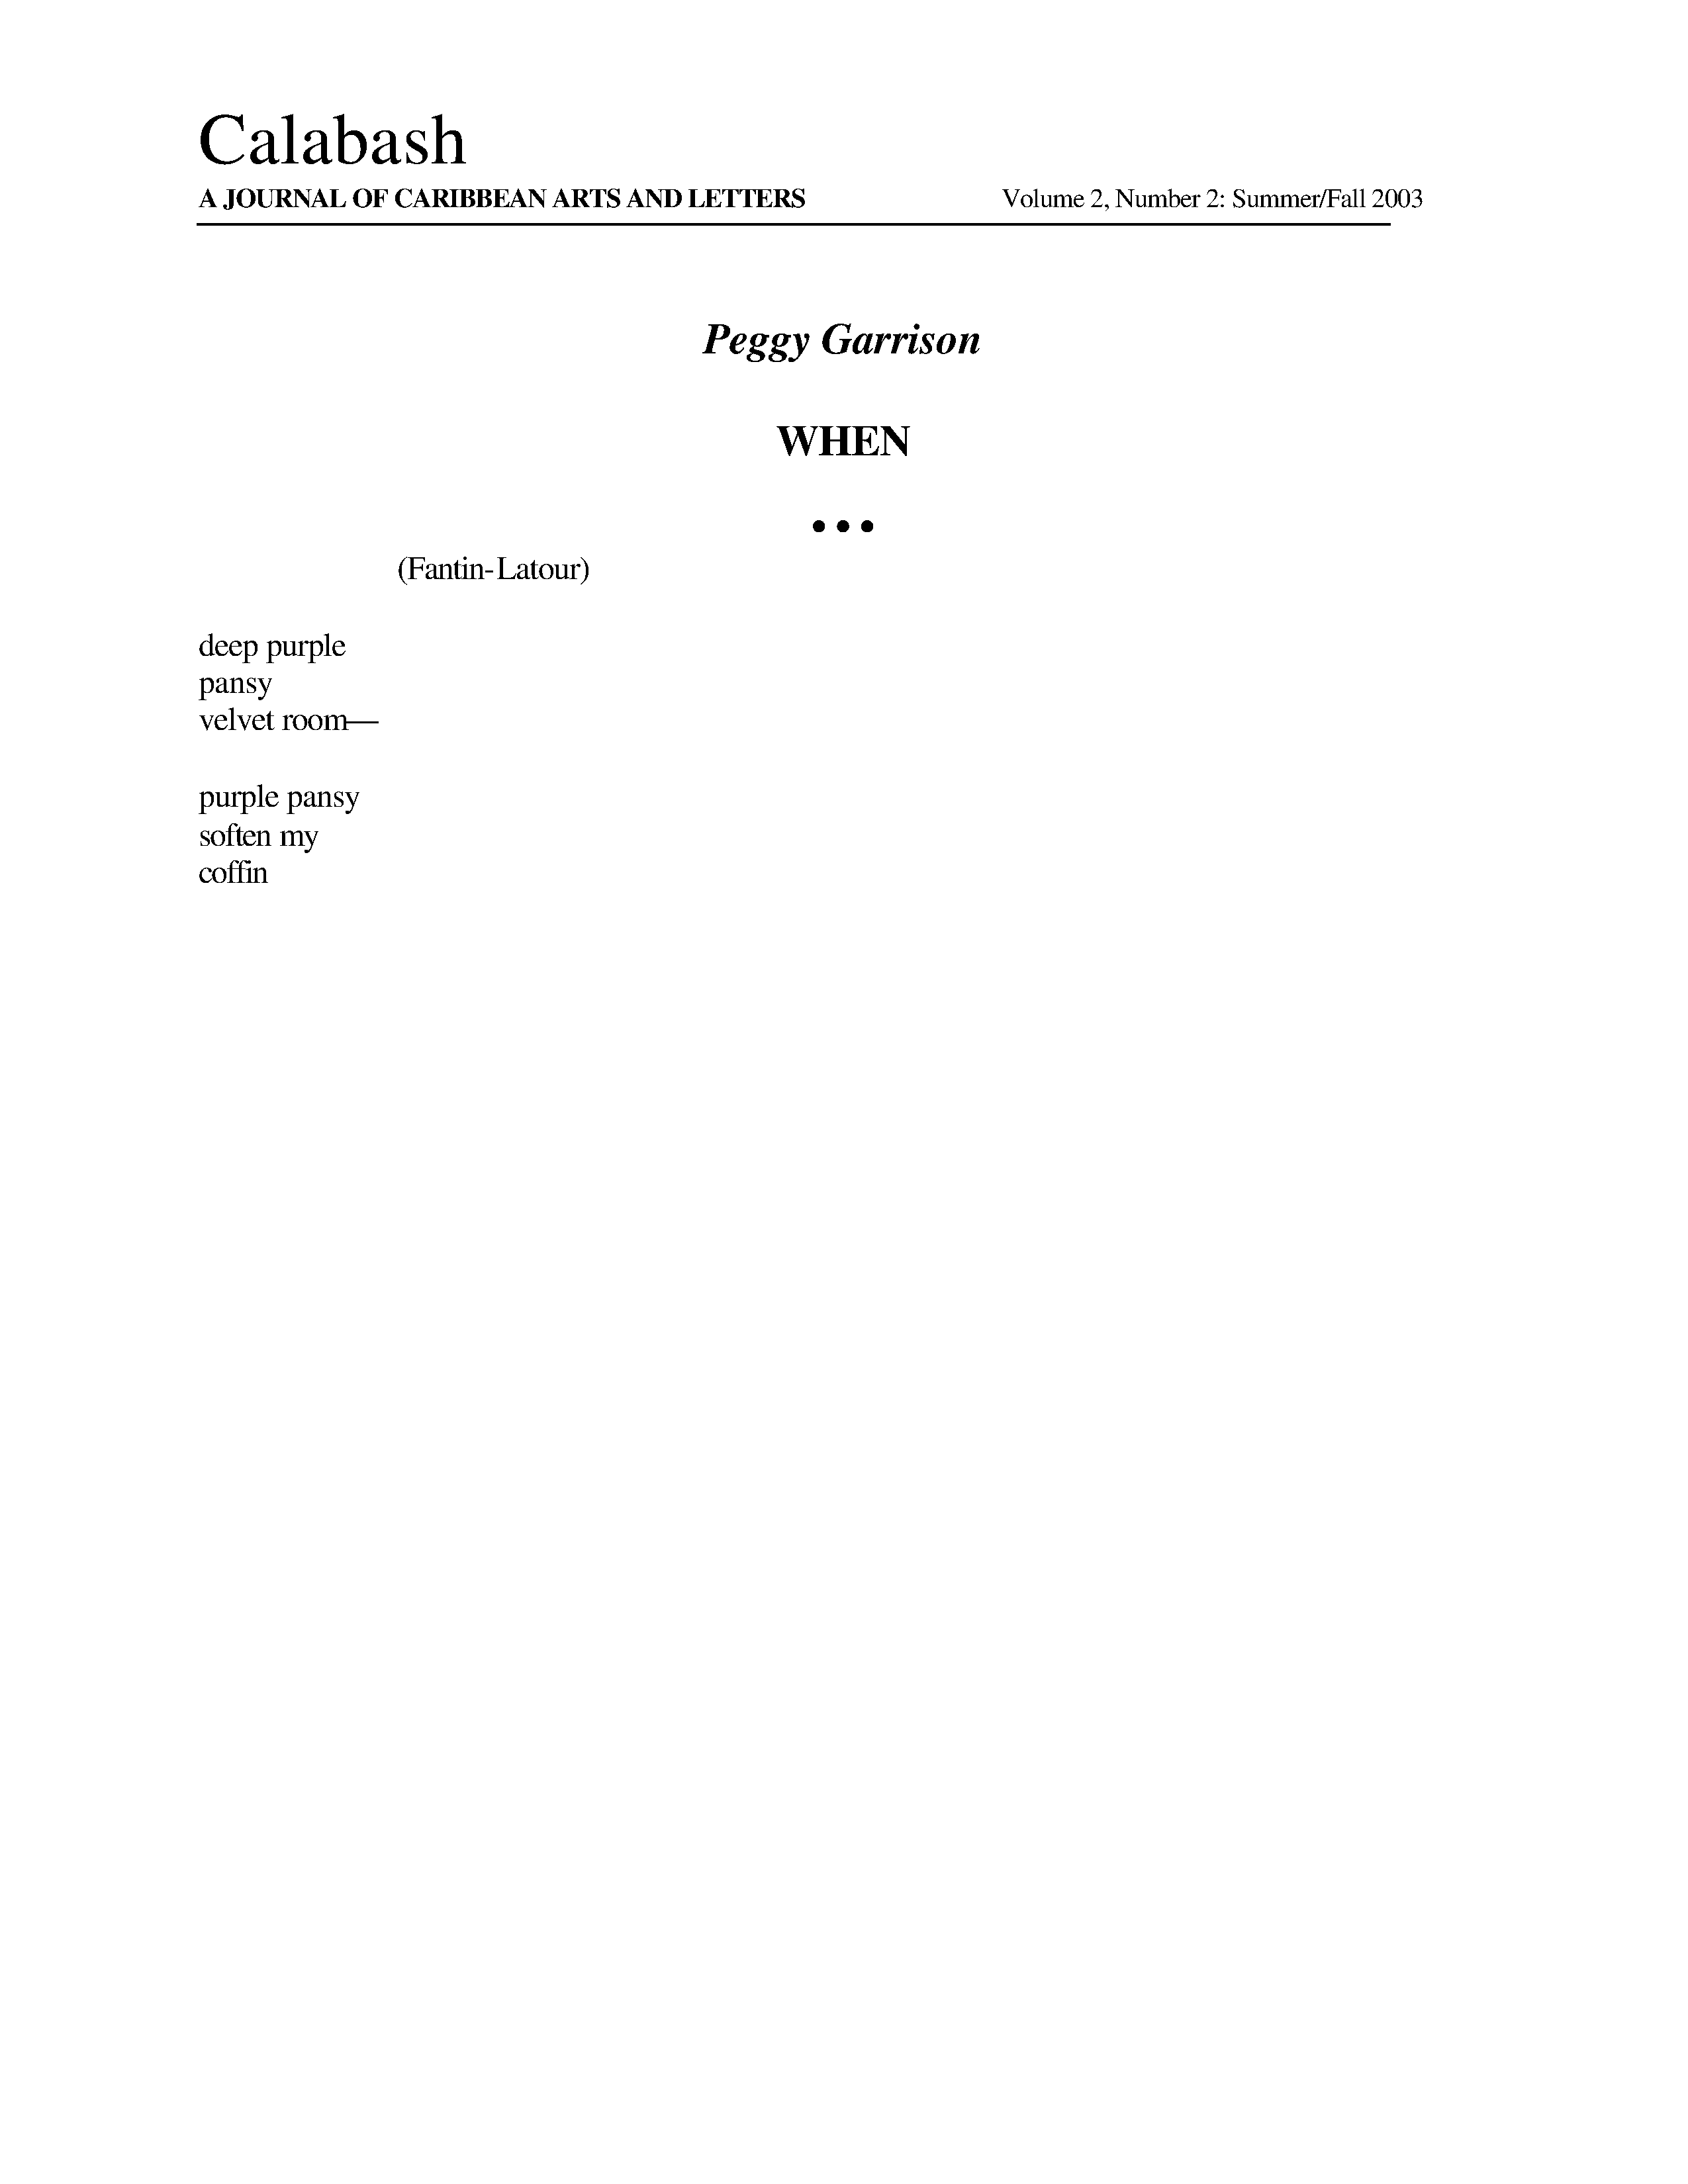 Calabash
A JOURNAL OF CARIBBEAN ARTS AND LETTERS Volume 2, Number 2: Summer/Fall 2003
Peggy Garrison
WHEN
• • •
(Fantin-Latour)
deep purple
pansy
velvet room—
purple pansy
soften my
coffin